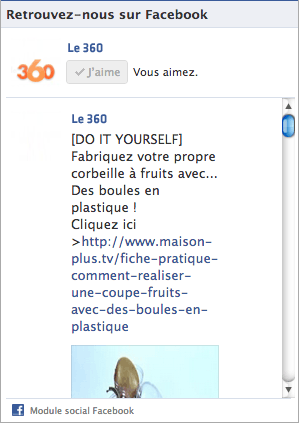 Retrouvez-nous sur Facebook
Le 360
360
J'aime
Vous aimez.
Le 360
[DO IT YOURSELF]
Fabriquez votre propre
corbeille à fruits avec...
Des boules en
plastique !
Cliquez ici
>http://www.maison-
plus.tv/fiche-pratique-
comment-realiser-
une-coupe-fruits-
avec-des-boules-en-
plastique
Module social Facebook